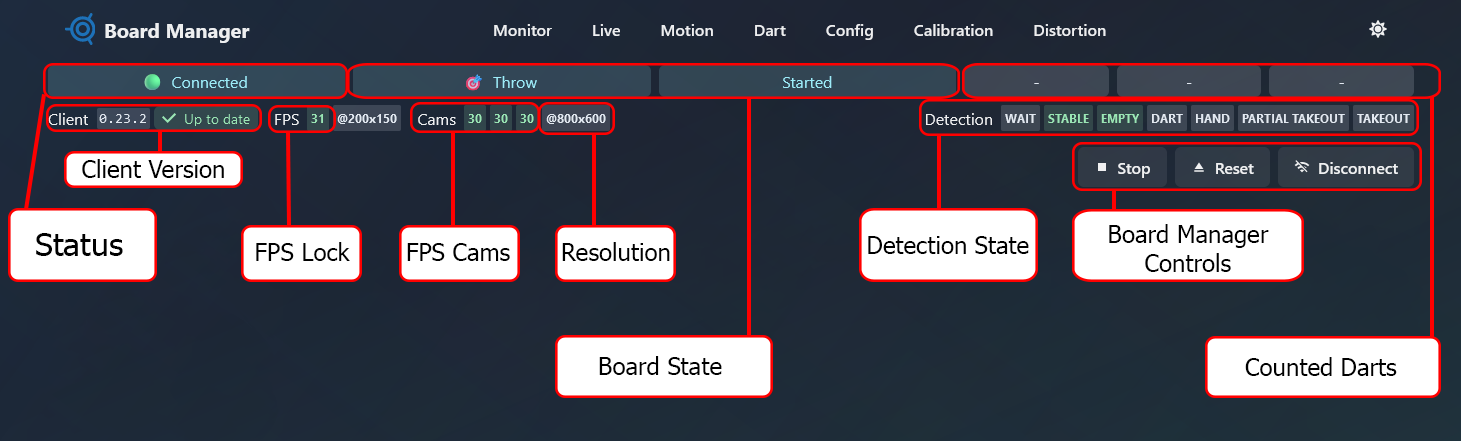 Board Manager
Monitor Live Motion Dart Config Calibration Distortion
Connected Throw Started - - -
Client 0.23.2 Up to date FPS 31 @200x150 Cams 30 30 30 @800x600 Detection WAIT STABLE EMPTY DART HAND PARTIAL TAKEOUT TAKEOUT
Stop Reset Disconnect
Client Version
Status
FPS Lock
FPS Cams
Resolution
Detection State
Board Manager
Controls
Board State
Counted Darts